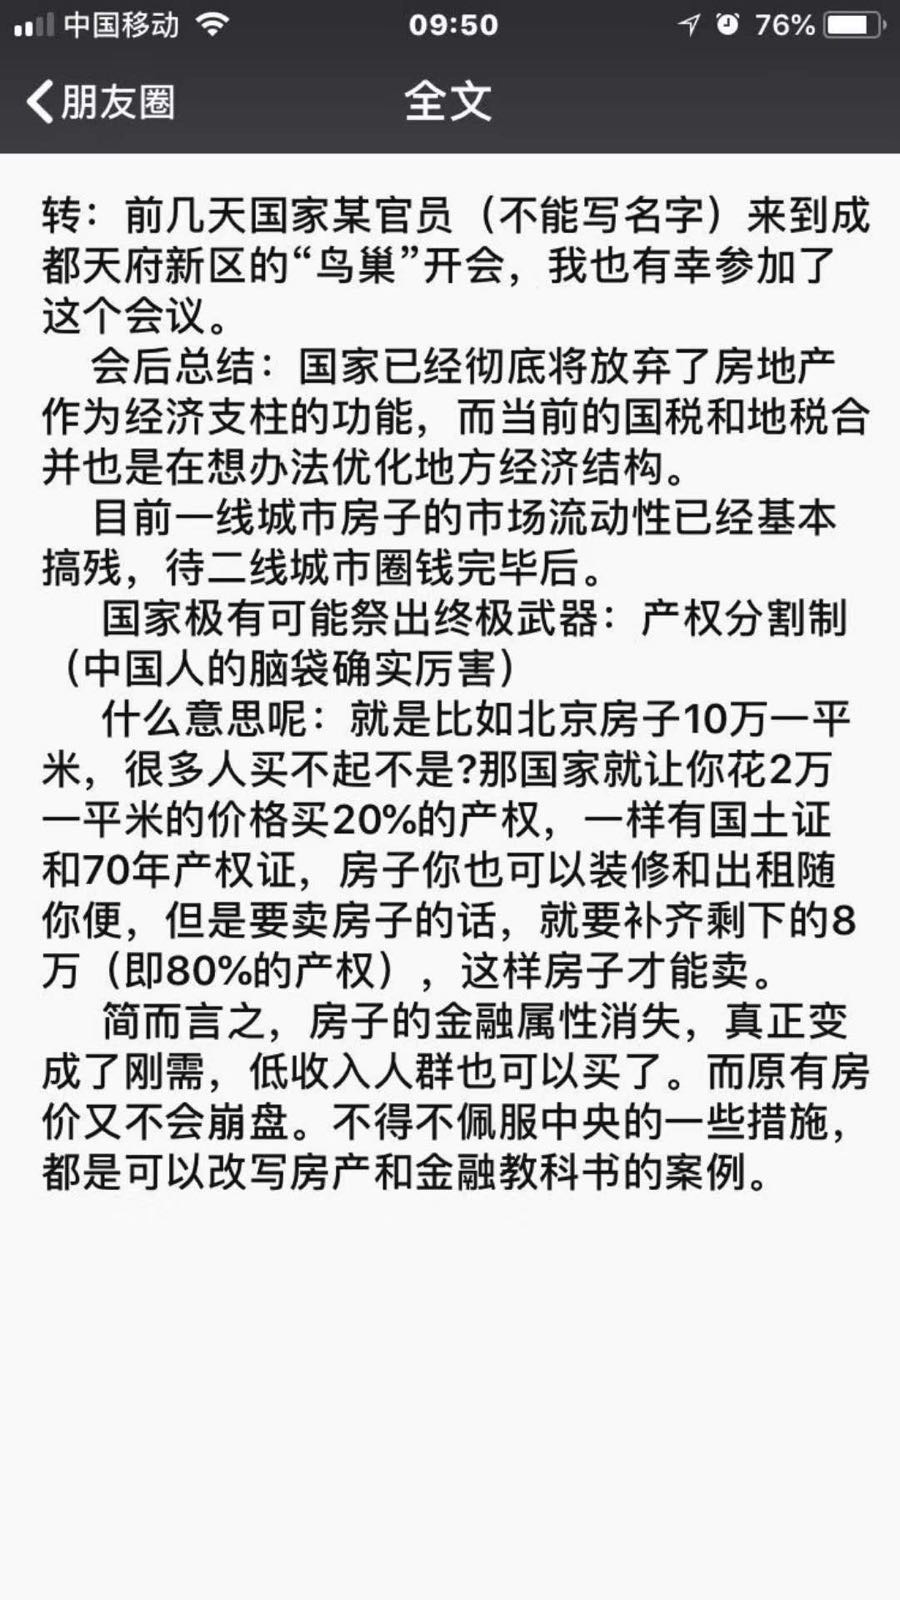 中国移动 09:50 76%
朋友圈 全文
转：前几天国家某官员（不能写名字）来到成
都天府新区的“鸟巢”开会，我也有幸参加了
这个会议。
会后总结：国家已经彻底将放弃了房地产
作为经济支柱的功能，而当前的国税和地税合
并也是在想办法优化地方经济结构。
目前一线城市房子的市场流动性已经基本
搞残，待二线城市圈钱完毕后。
国家极有可能祭出终极武器：产权分割制
（中国人的脑袋确实厉害）
什么意思呢：就是比如北京房子10万一平
米，很多人买不起不是?那国家就让你花2万
一平米的价格买20%的产权，一样有国土证
和70年产权证，房子你也可以装修和出租随
你便，但是要卖房子的话，就要补齐剩下的8
万（即80%的产权），这样房子才能卖。
简而言之，房子的金融属性消失，真正变
成了刚需，低收入人群也可以买了。而原有房
价又不会崩盘。不得不佩服中央的一些措施，
都是可以改写房产和金融教科书的案例。